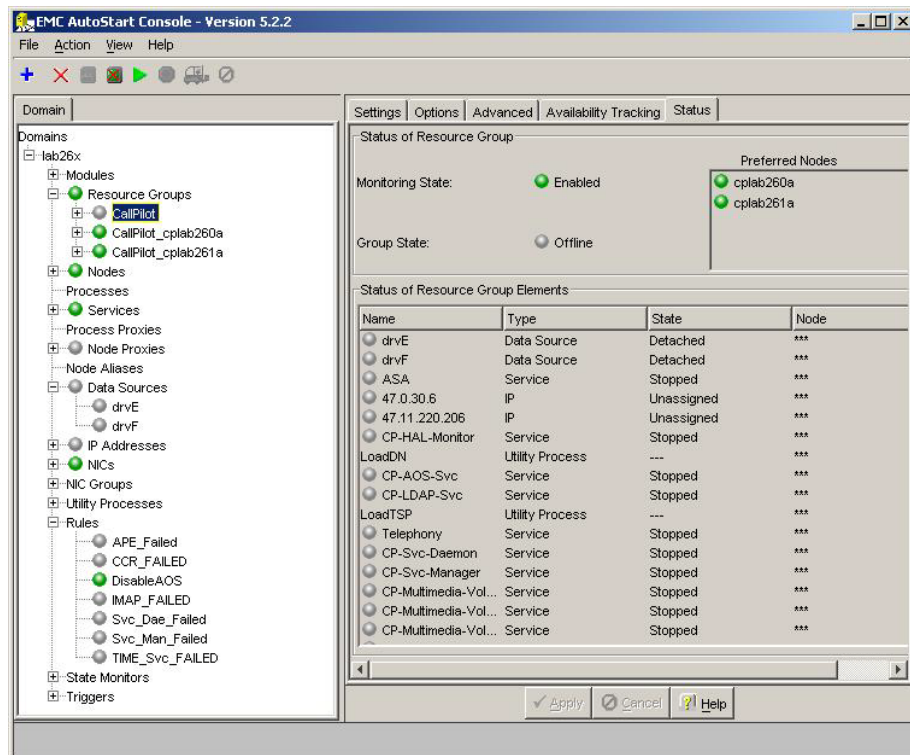 EMC AutoStart Console - Version 5.2.2
File Action View Help
Domain
Domains
lab26x
Modules
Resource Groups
CallPilot
CallPilot_cplab260a
CallPilot_cplab261a
Nodes
Processes
Services
Process Proxies
Node Proxies
Node Aliases
Data Sources
drvE
drvF
IP Addresses
NICs
NIC Groups
Utility Processes
Rules
APE_Failed
CCR_FAILED
DisableAOS
IMAP_FAILED
Svc_Dae_Failed
Svc_Man_Failed
TIME_Svc_FAILED
State Monitors
Triggers
Settings Options Advanced Availability Tracking Status
Status of Resource Group
Preferred Nodes
Monitoring State: Enabled
cplab260a
cplab261a
Group State: Offline
Status of Resource Group Elements
Name Type State Node
drvE Data Source Detached ***
drvF Data Source Detached ***
ASA Service Stopped ***
47.0.30.6 IP Unassigned ***
47.11.220.206 IP Unassigned ***
CP-HAL-Monitor Service Stopped ***
LoadDN Utility Process --- ***
CP-AOS-Svc Service Stopped ***
CP-LDAP-Svc Service Stopped ***
LoadTSP Utility Process --- ***
Telephony Service Stopped ***
CP-Svc-Daemon Service Stopped ***
CP-Svc-Manager Service Stopped ***
CP-Multimedia-Vol... Service Stopped ***
CP-Multimedia-Vol... Service Stopped ***
CP-Multimedia-Vol... Service Stopped ***
Apply Cancel Help